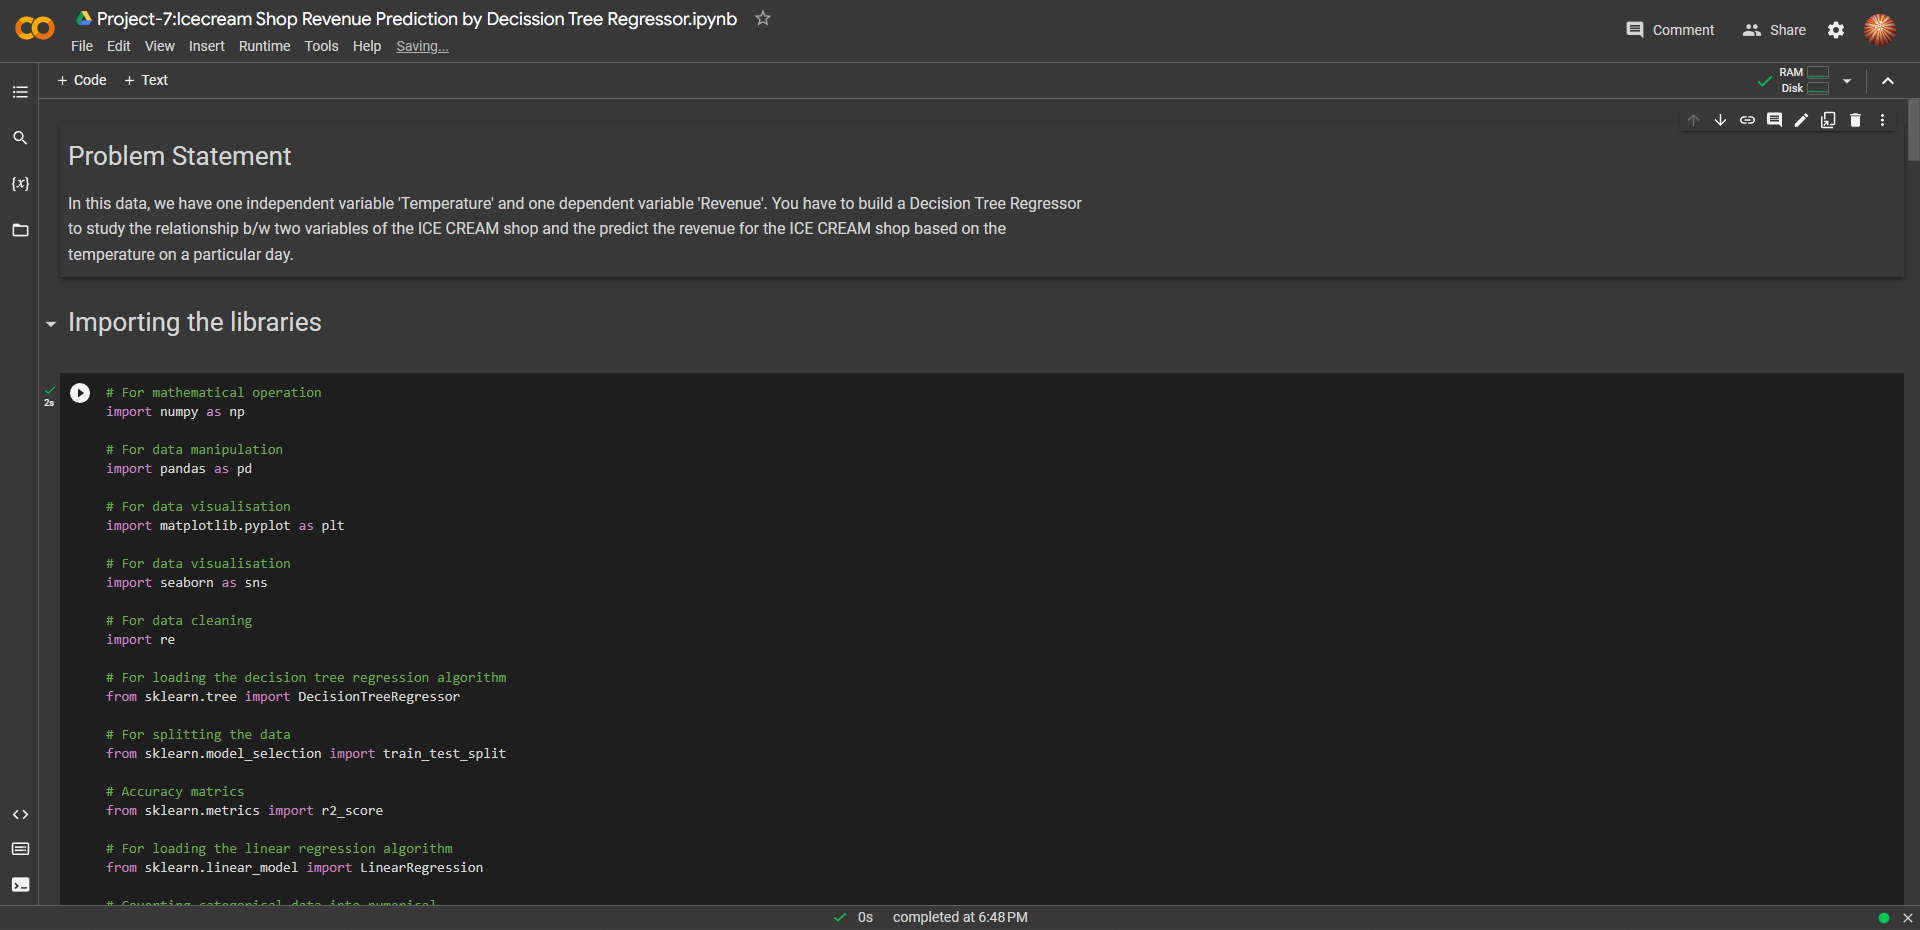 Project-7:Icecream Shop Revenue Prediction by Decission Tree Regressor.ipynb
File Edit View Insert Runtime Tools Help Saving...
Comment Share
+ Code + Text
RAM
Disk
Problem Statement
In this data, we have one independent variable 'Temperature' and one dependent variable 'Revenue'. You have to build a Decision Tree Regressor
to study the relationship b/w two variables of the ICE CREAM shop and the predict the revenue for the ICE CREAM shop based on the
temperature on a particular day.
Importing the libraries
2s
# For mathematical operation
import numpy as np
# For data manipulation
import pandas as pd
# For data visualisation
import matplotlib.pyplot as plt
# For data visualisation
import seaborn as sns
# For data cleaning
import re
# For loading the decision tree regression algorithm
from sklearn.tree import DecisionTreeRegressor
# For splitting the data
from sklearn.model_selection import train_test_split
# Accuracy matrics
from sklearn.metrics import r2_score
# For loading the linear regression algorithm
from sklearn.linear_model import LinearRegression
# Coverting categorical data into numerical
0s completed at 6:48 PM